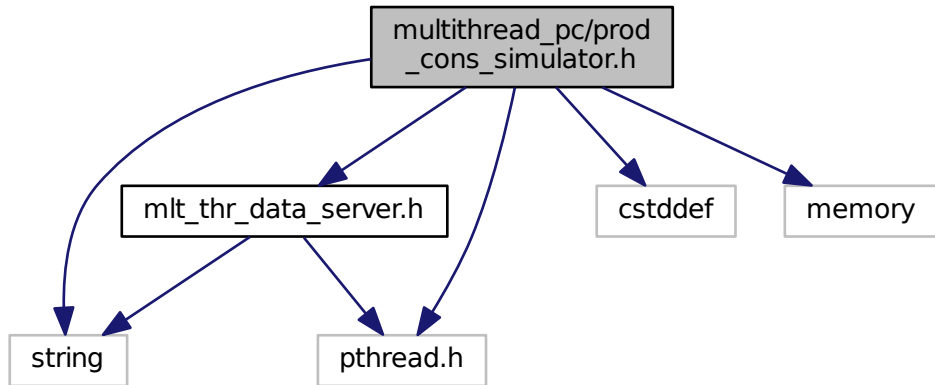 multithread_pc/prod
_cons_simulator.h
mlt_thr_data_server.h
cstddef
memory
string
pthread.h